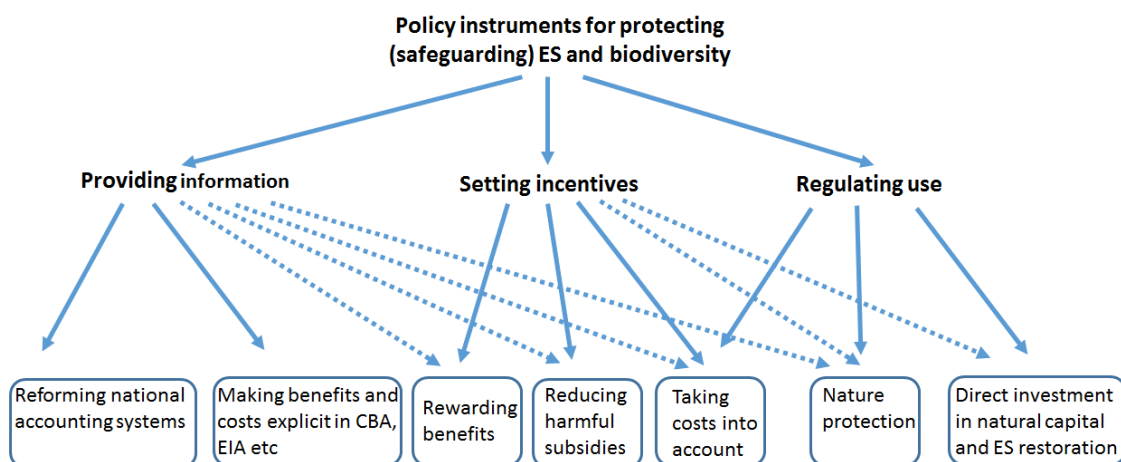 Policy instruments for protecting
(safeguarding) ES and biodiversity
Providing information
Setting incentives
Regulating use
Reforming national
accounting systems
Making benefits and
costs explicit in CBA,
EIA etc
Rewarding
benefits
Reducing
harmful
subsidies
Taking
costs into
account
Nature
protection
Direct investment
in natural capital
and ES restoration